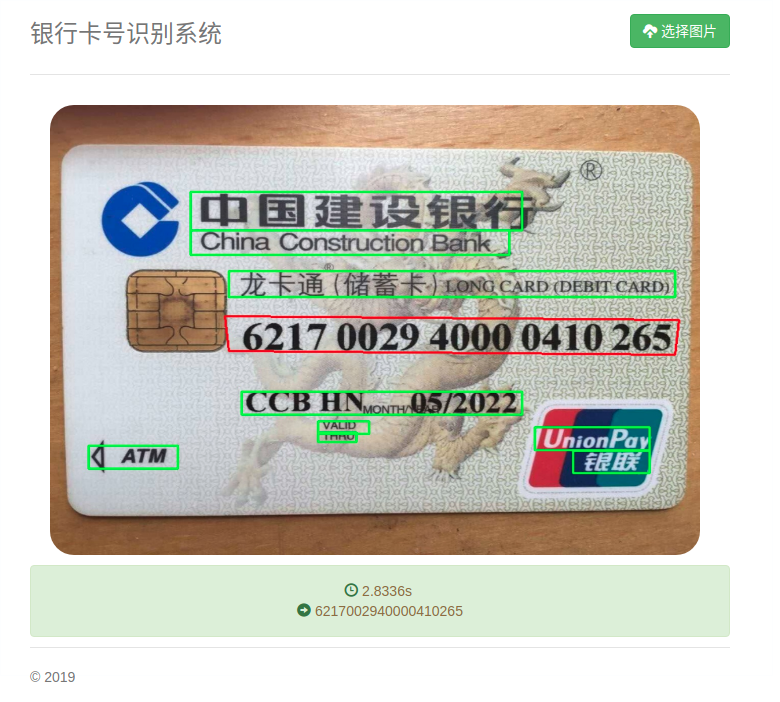 银行卡号识别系统
选择图片
®
中国建设银行
China Construction Bank
龙卡通(储蓄卡) LONG CARD (DEBIT CARD)
6217 0029 4000 0410 265
CCB HN MONTH/YEAR 05/2022
VALID
THRU
ATM
UnionPay
银联
2.8336s
6217002940000410265
© 2019